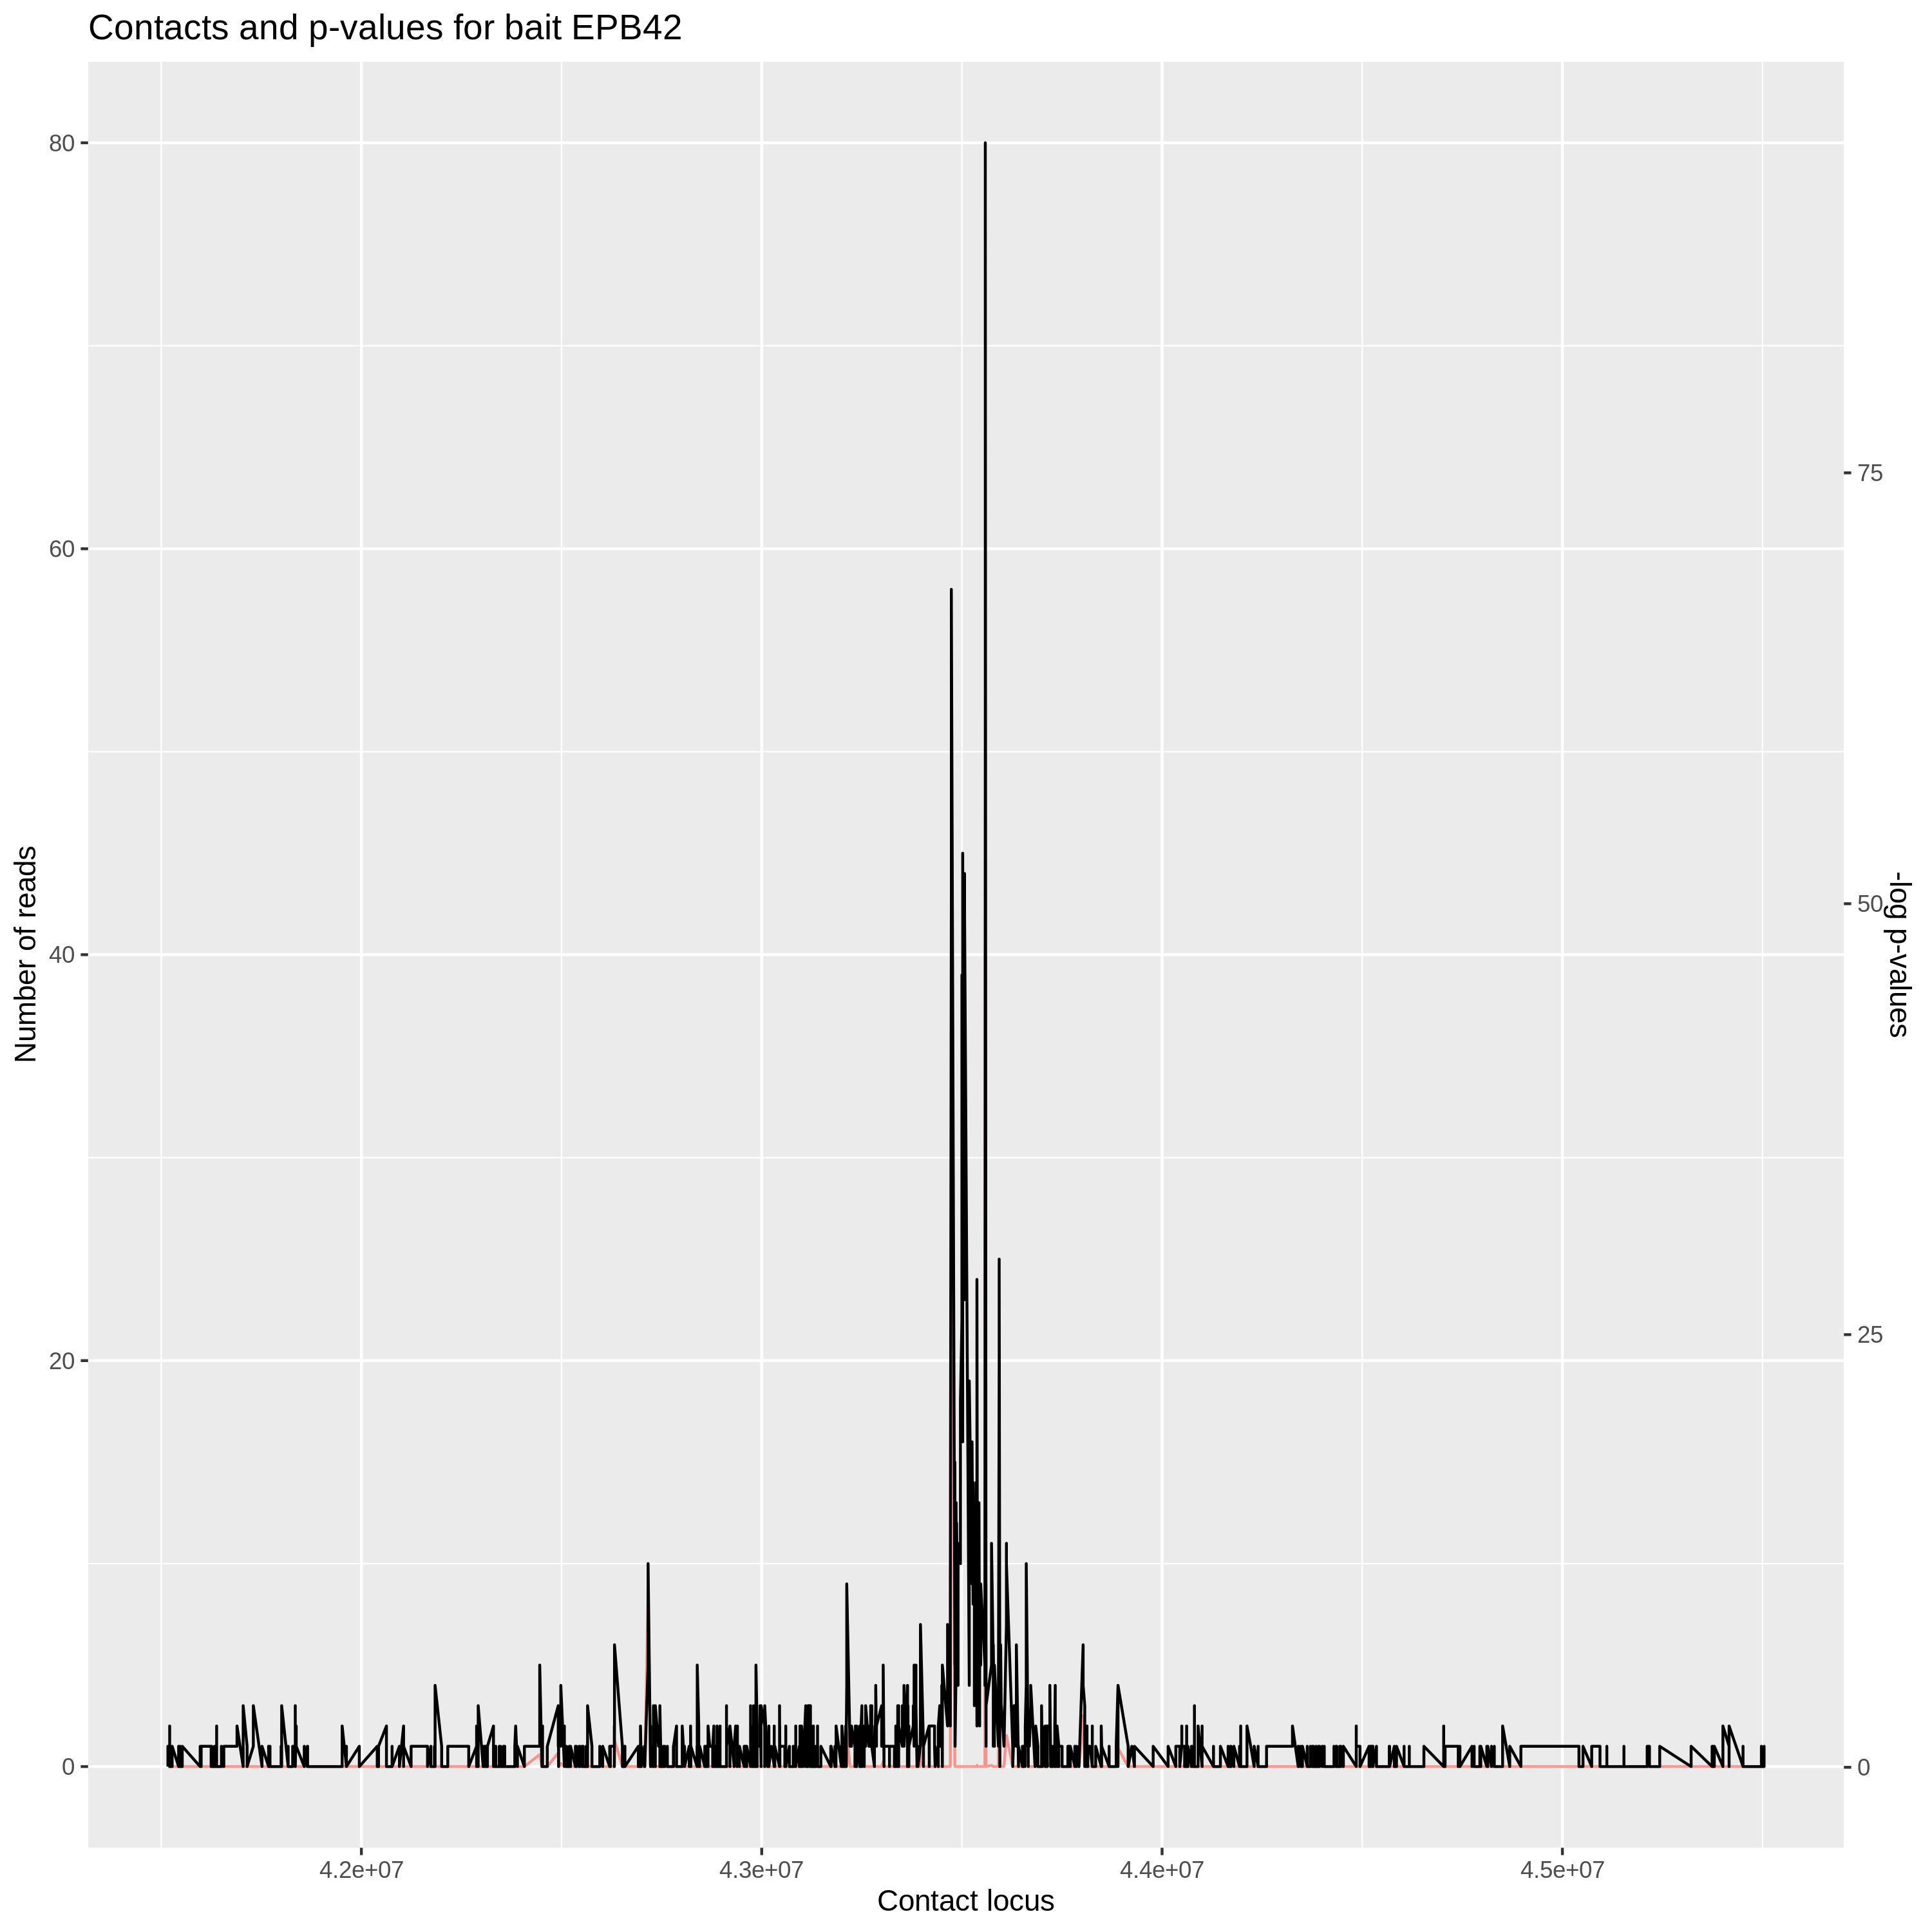 Contacts and p-values for bait EPB42
80
60
40
20
0
Number of reads
75
50
25
0
-log p-values
4.2e+07
4.3e+07
4.4e+07
4.5e+07
Contact locus